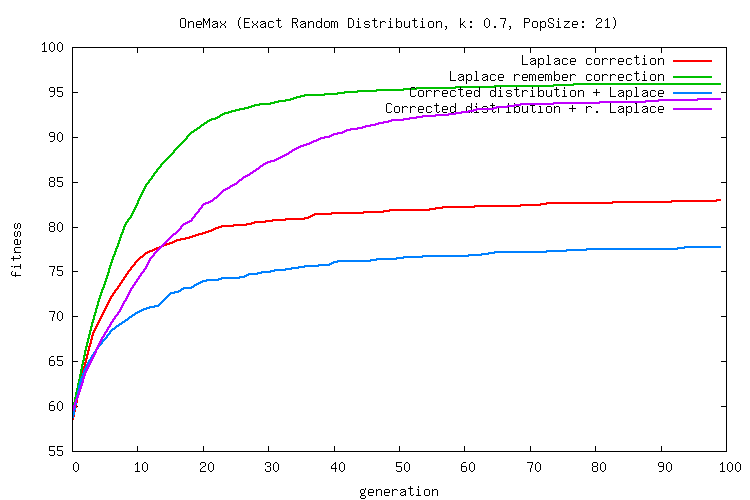 OneMax (Exact Random Distribution, k: 0.7, PopSize: 21)
100
95
90
85
80
75
70
65
60
55
fitness
Laplace correction
Laplace remember correction
Corrected distribution + Laplace
Corrected distribution + r. Laplace
0 10 20 30 40 50 60 70 80 90 100
generation